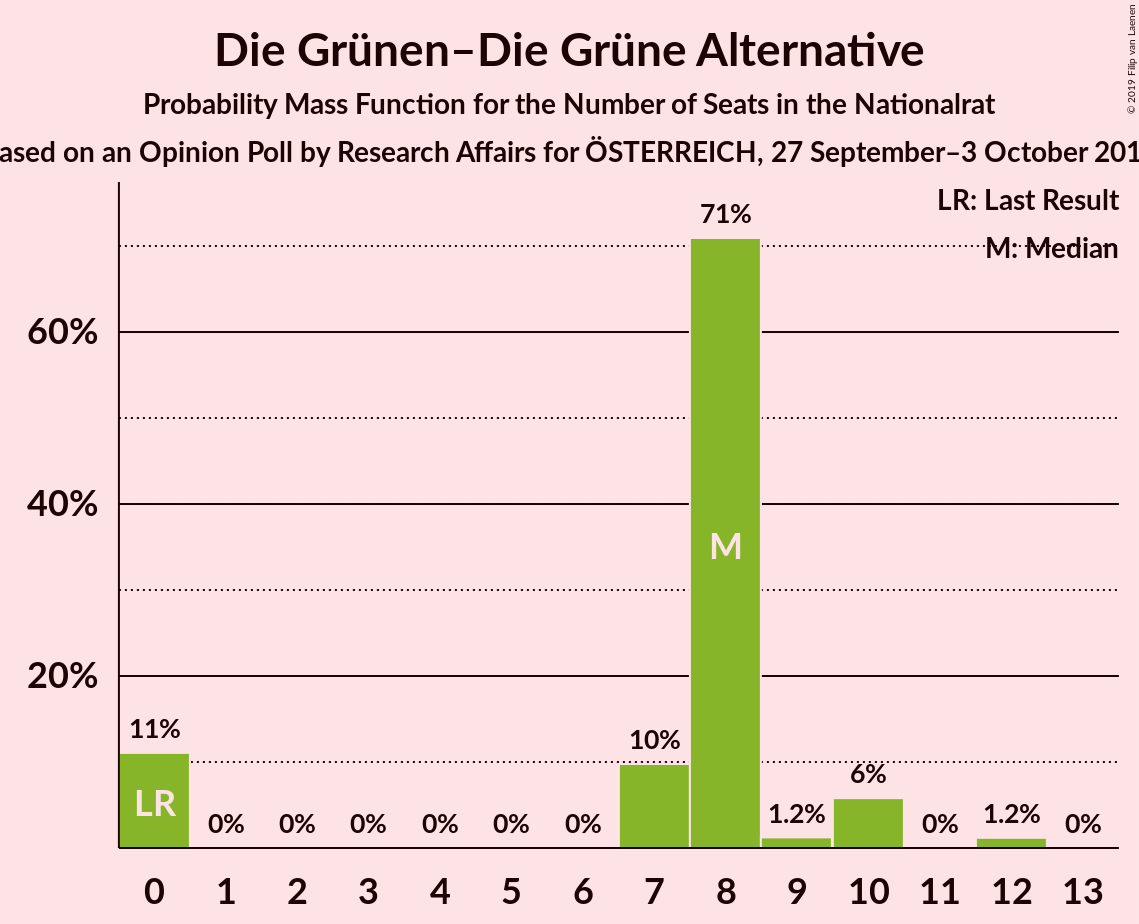 © 2019 Filip van Laenen
Die Grünen–Die Grüne Alternative
Probability Mass Function for the Number of Seats in the Nationalrat
ased on an Opinion Poll by Research Affairs for ÖSTERREICH, 27 September–3 October 201
LR: Last Result
M: Median
71%
60%
40%
M
20%
11%
10%
6%
LR
0%
0%
0%
0%
0%
0%
1.2%
0%
1.2%
0%
0 1 2 3 4 5 6 7 8 9 10 11 12 13